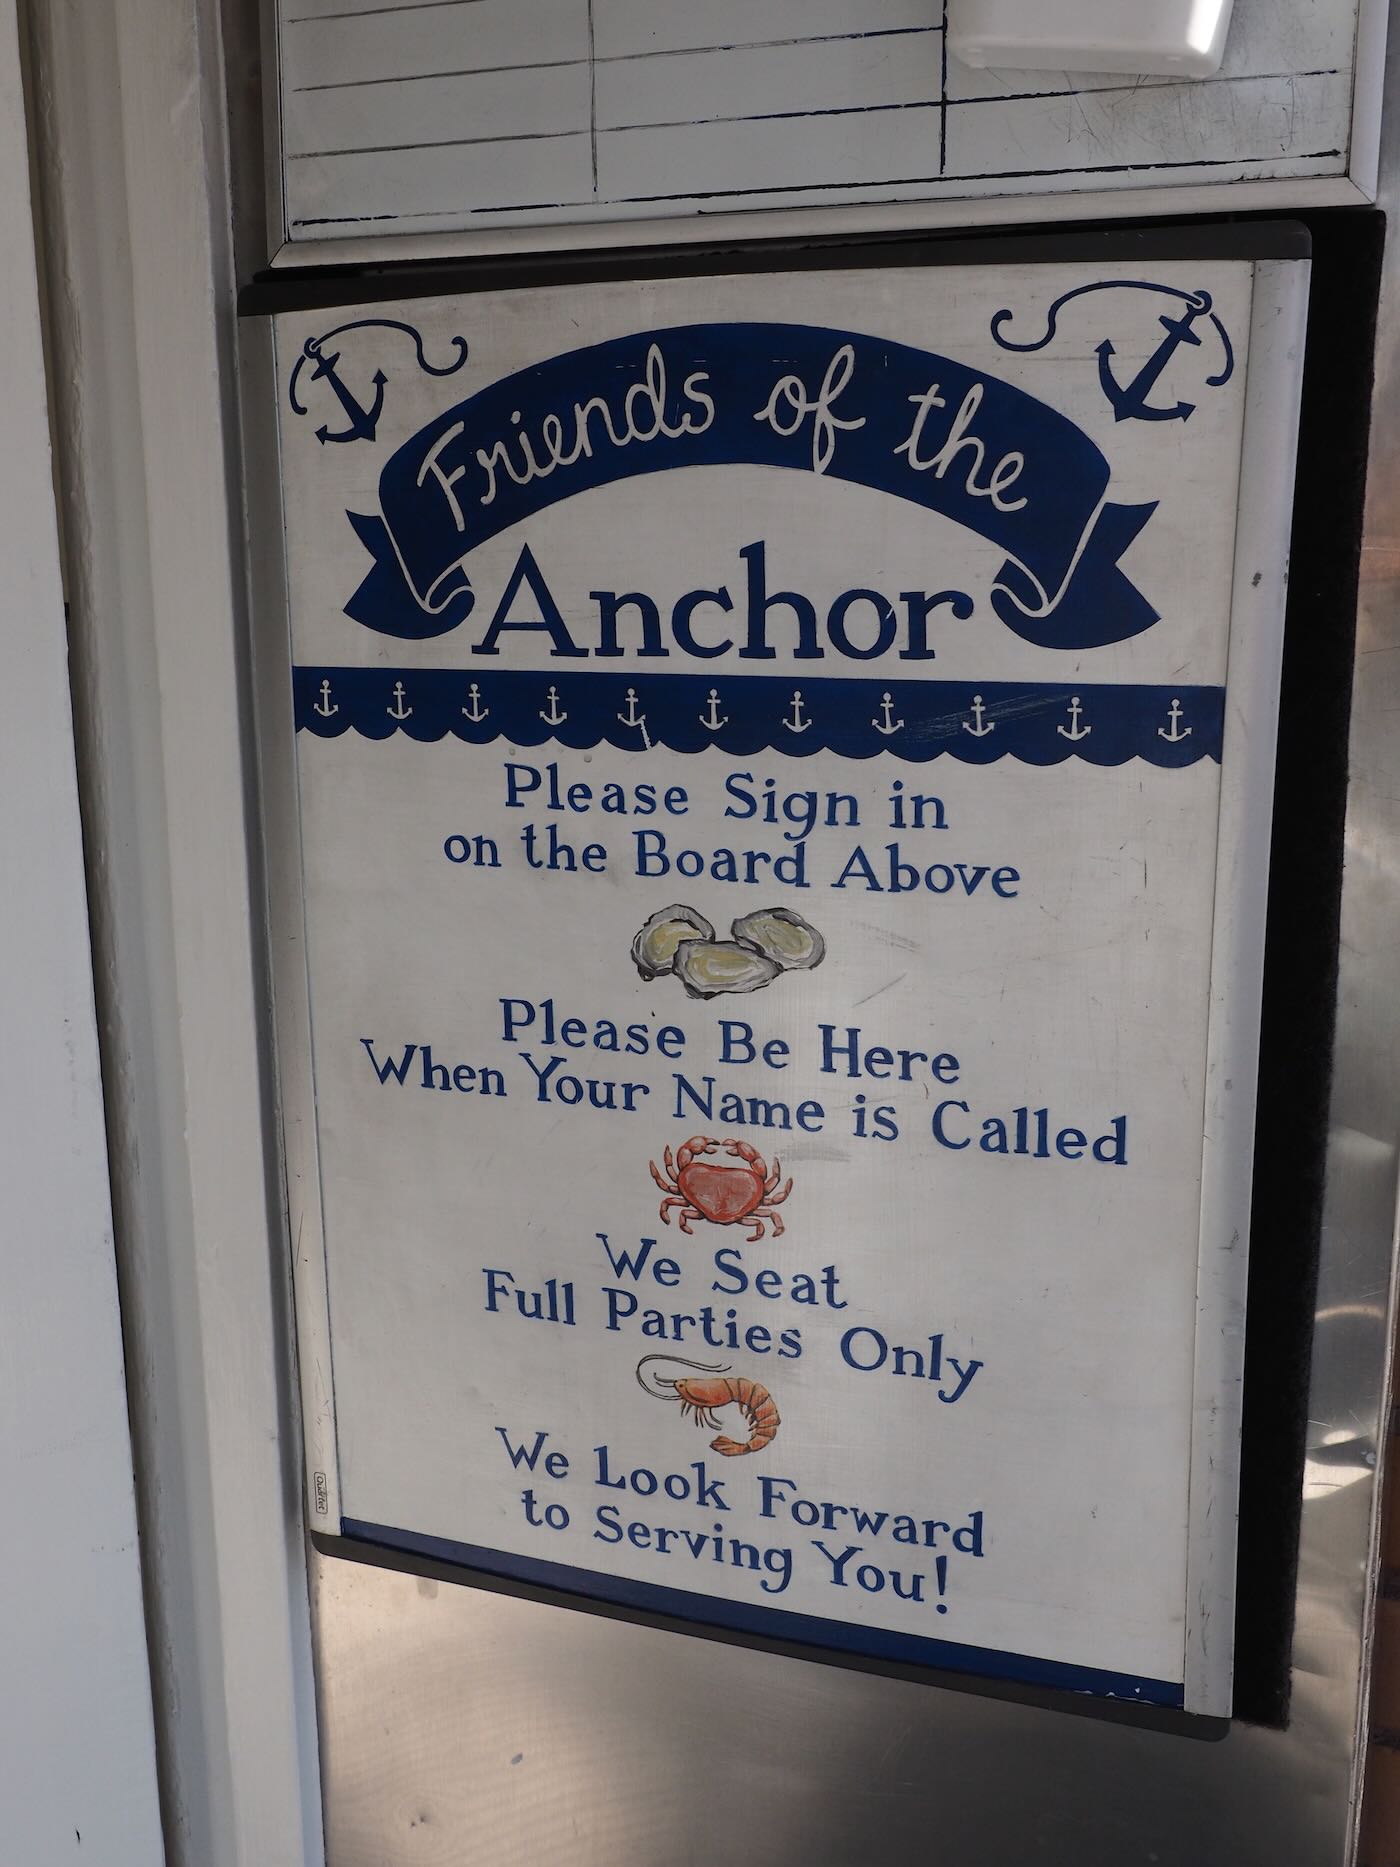 Friends of the
Anchor
Please Sign in
on the Board Above
Please Be Here
When Your Name is Called
We Seat
Full Parties Only
We Look Forward
to Serving You!
Quartet